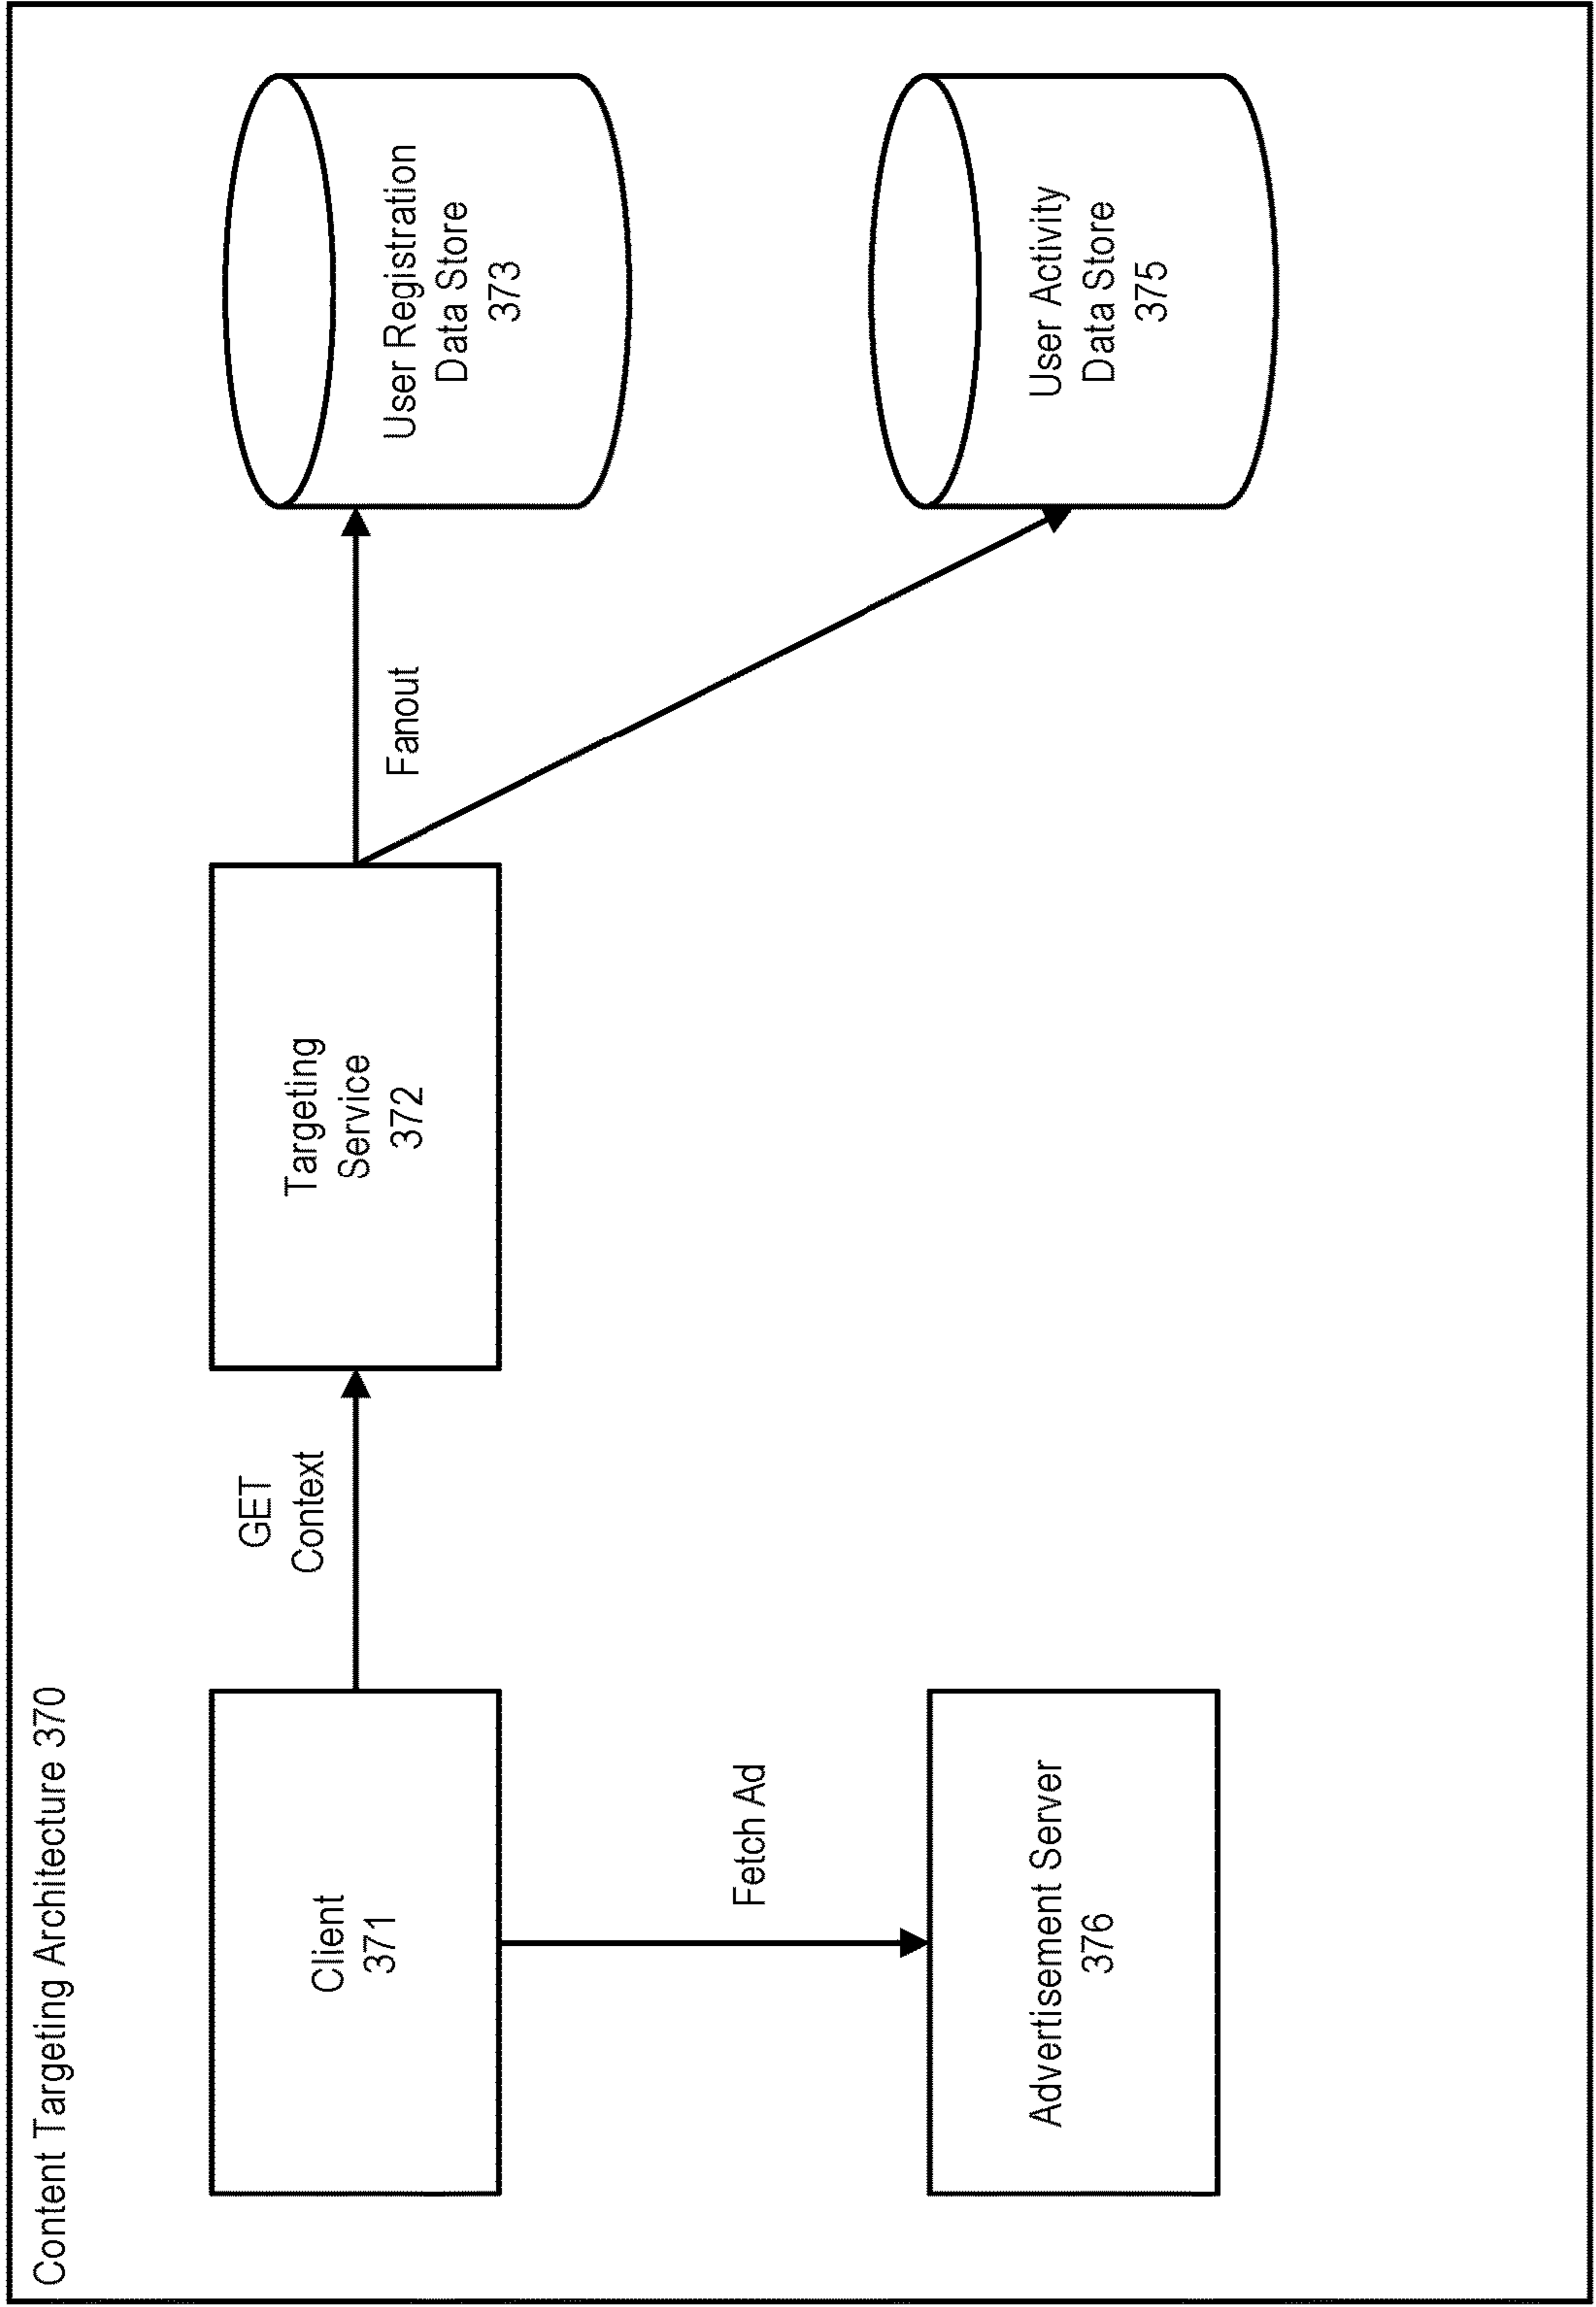 Content Targeting Architecture 370
Client
371
GET
Context
Targeting
Service
372
Fanout
User Registration
Data Store
373
Fetch Ad
Advertisement Server
376
User Activity
Data Store
375